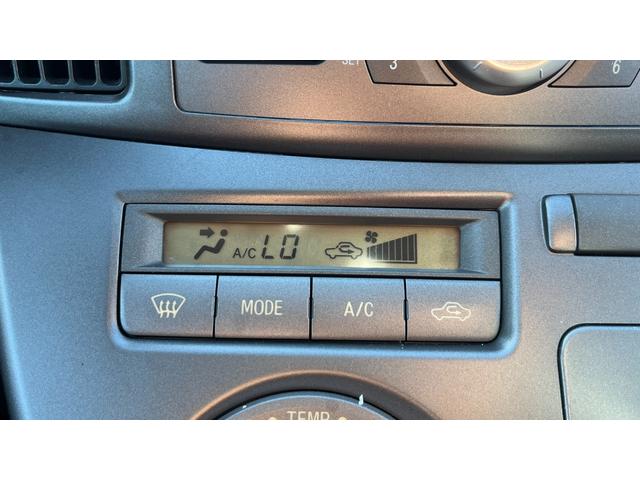 SET 3 6
A/C LO
MODE A/C
TEMP